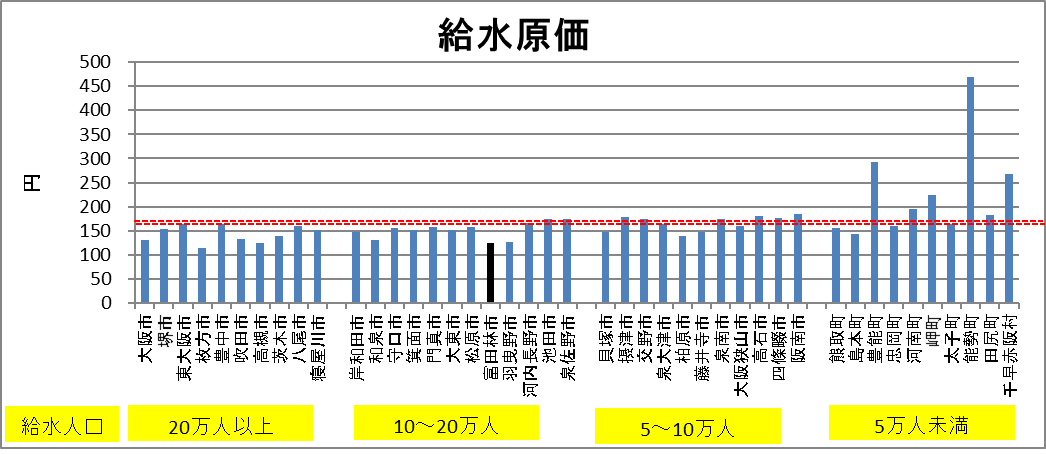 給水原価
500
450
400
350
300
250
200
150
100
50
0
円
大阪市
堺市
東大阪市
枚方市
豊中市
吹田市
高槻市
茨木市
八尾市
寝屋川市
岸和田市
和泉市
守口市
箕面市
門真市
大東市
松原市
富田林市
羽曳野市
河内長野市
池田市
泉佐野市
貝塚市
摂津市
交野市
泉大津市
柏原市
藤井寺市
泉南市
大阪狭山市
高石市
四條畷市
阪南市
熊取町
島本町
豊能町
忠岡町
河南町
岬町
太子町
能勢町
田尻町
千早赤阪村
給水人口
20万人以上
10～20万人
5～10万人
5万人未満